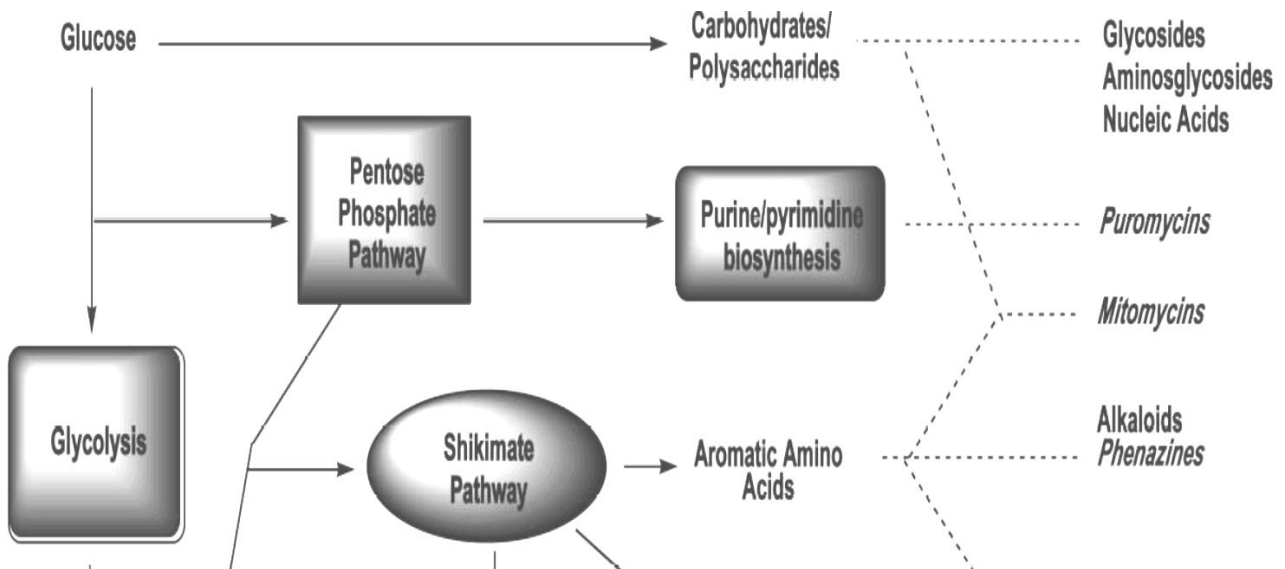 Glucose
Carbohydrates/
Polysaccharides
Glycosides
Aminosglycosides
Nucleic Acids
Pentose
Phosphate
Pathway
Purine/pyrimidine
biosynthesis
Puromycins
Mitomycins
Glycolysis
Shikimate
Pathway
Aromatic Amino
Acids
Alkaloids
Phenazines